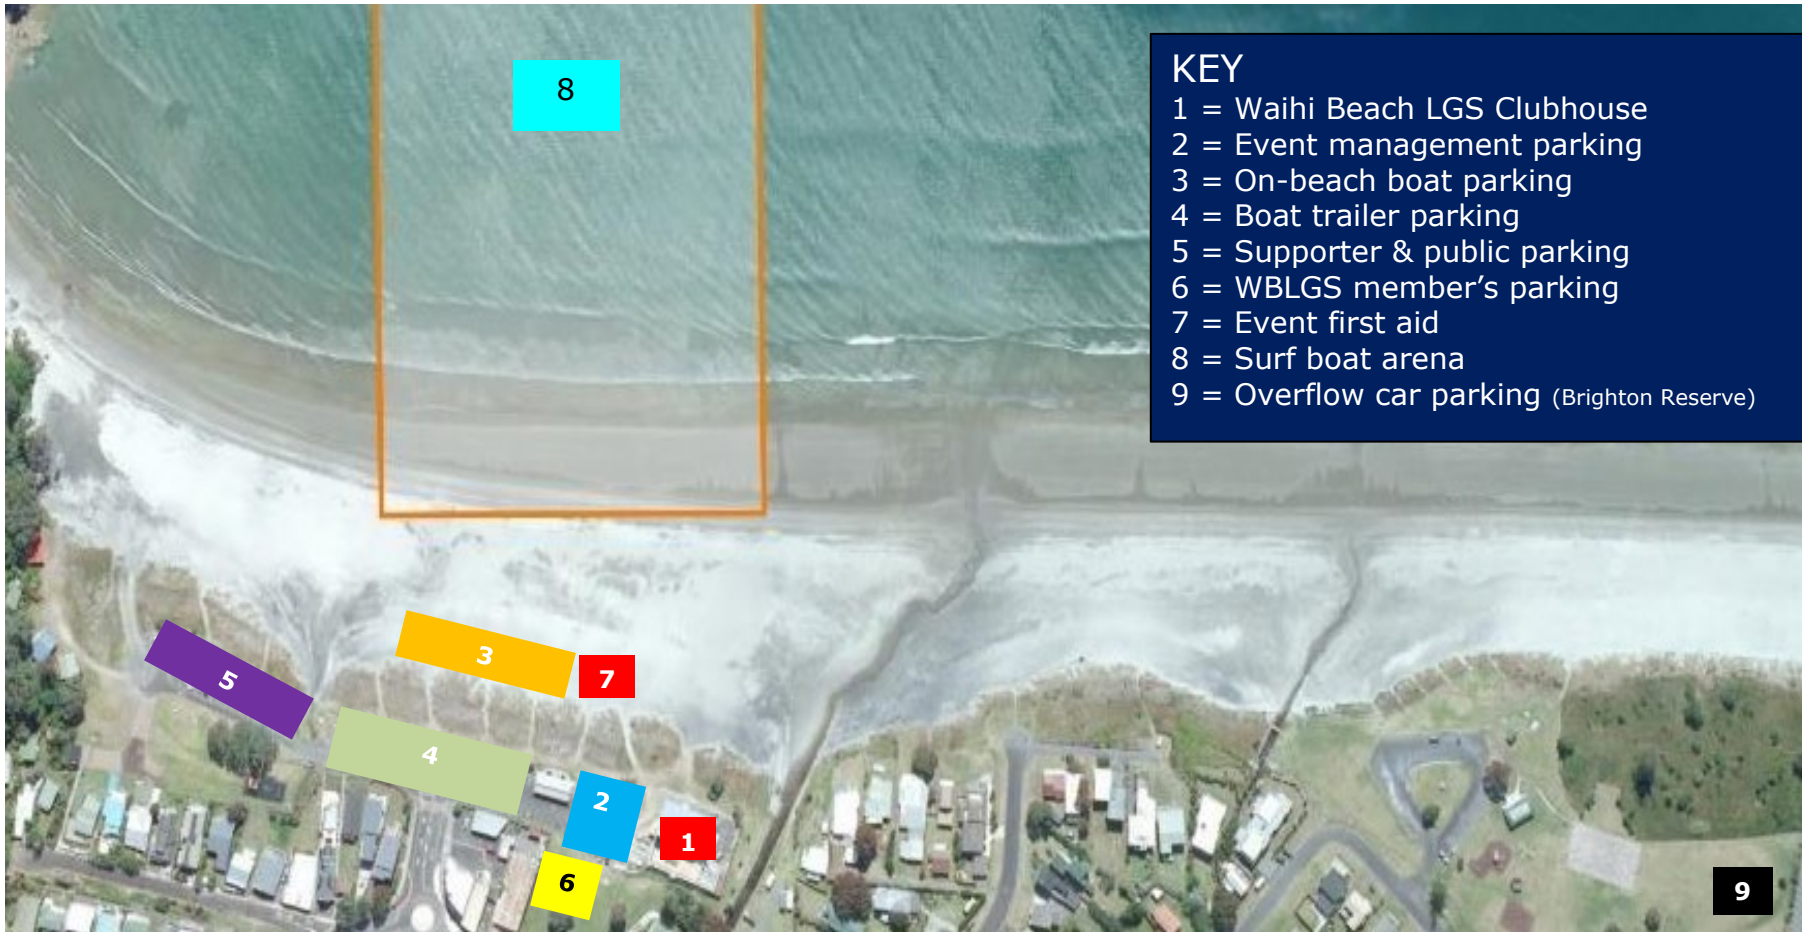 8
KEY
1 = Waihi Beach LGS Clubhouse
2 = Event management parking
3 = On-beach boat parking
4 = Boat trailer parking
5 = Supporter & public parking
6 = WBLGS member’s parking
7 = Event first aid
8 = Surf boat arena
9 = Overflow car parking (Brighton Reserve)
3
7
5
4
2
1
6
9